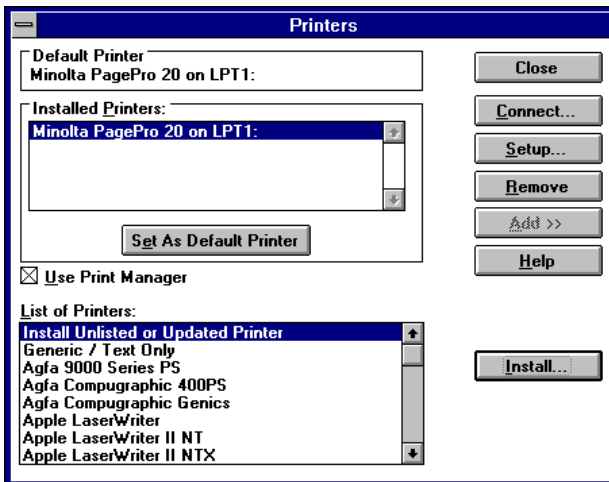 Printers
Default Printer
Minolta PagePro 20 on LPT1:
Close
Installed Printers:
Minolta PagePro 20 on LPT1:
Connect...
Setup...
Remove
Add >>
Set As Default Printer
Help
Use Print Manager
List of Printers:
Install Unlisted or Updated Printer
Generic / Text Only
Agfa 9000 Series PS
Agfa Compugraphic 400PS
Agfa Compugraphic Genics
Apple LaserWriter
Apple LaserWriter II NT
Apple LaserWriter II NTX
Install...